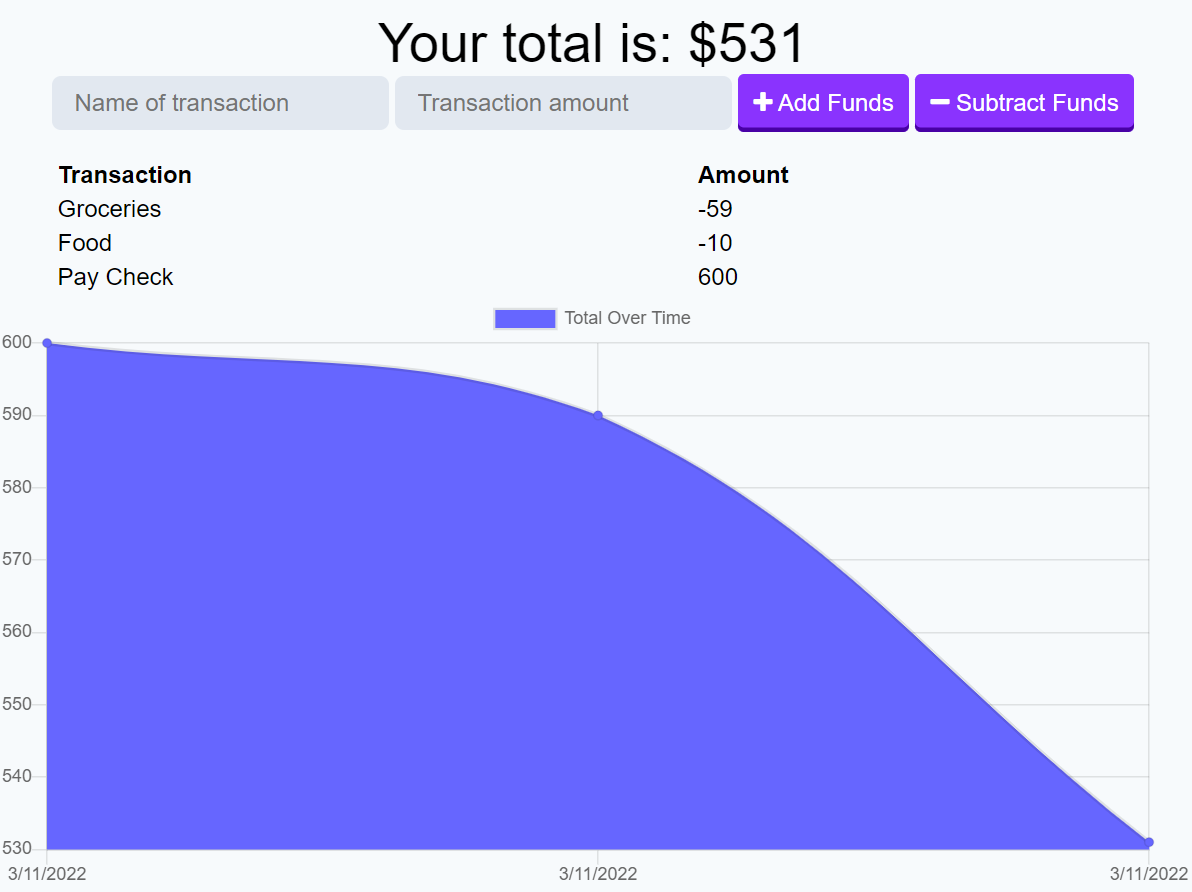 Your total is: $531
Name of transaction Transaction amount Add Funds Subtract Funds
Transaction Amount
Groceries -59
Food -10
Pay Check 600
Total Over Time
600
590
580
570
560
550
540
530
3/11/2022 3/11/2022 3/11/2022